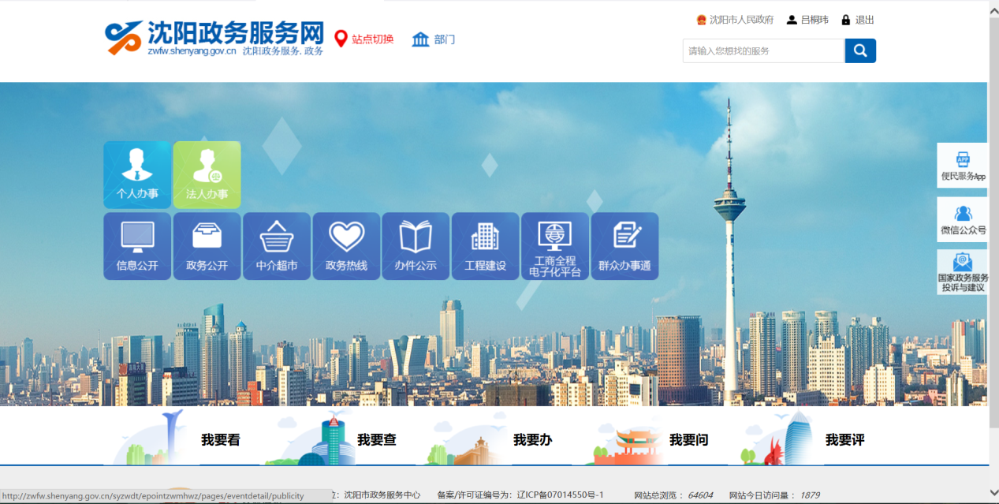 沈阳市人民政府 吕桐玮 退出
沈阳政务服务网 站点切换 部门
zwfw.shenyang.gov.cn 沈阳政务服务. 政务
请输入您想找的服务
个人办事 法人办事
信息公开 政务公开 中介超市 政务热线 办件公示 工程建设 工商全程 电子化平台 群众办事通
APP
便民服务App
微信公众号
国家政务服务
投诉与建议
我要看 我要查 我要办 我要问 我要评
http://zwfw.shenyang.gov.cn/syzwdt/epointzwmhwz/pages/eventdetail/publicity
：沈阳市政务服务中心 备案/许可证编号为：辽ICP备07014550号-1 网站总浏览 ：64604 网站今日访问量 ：1879